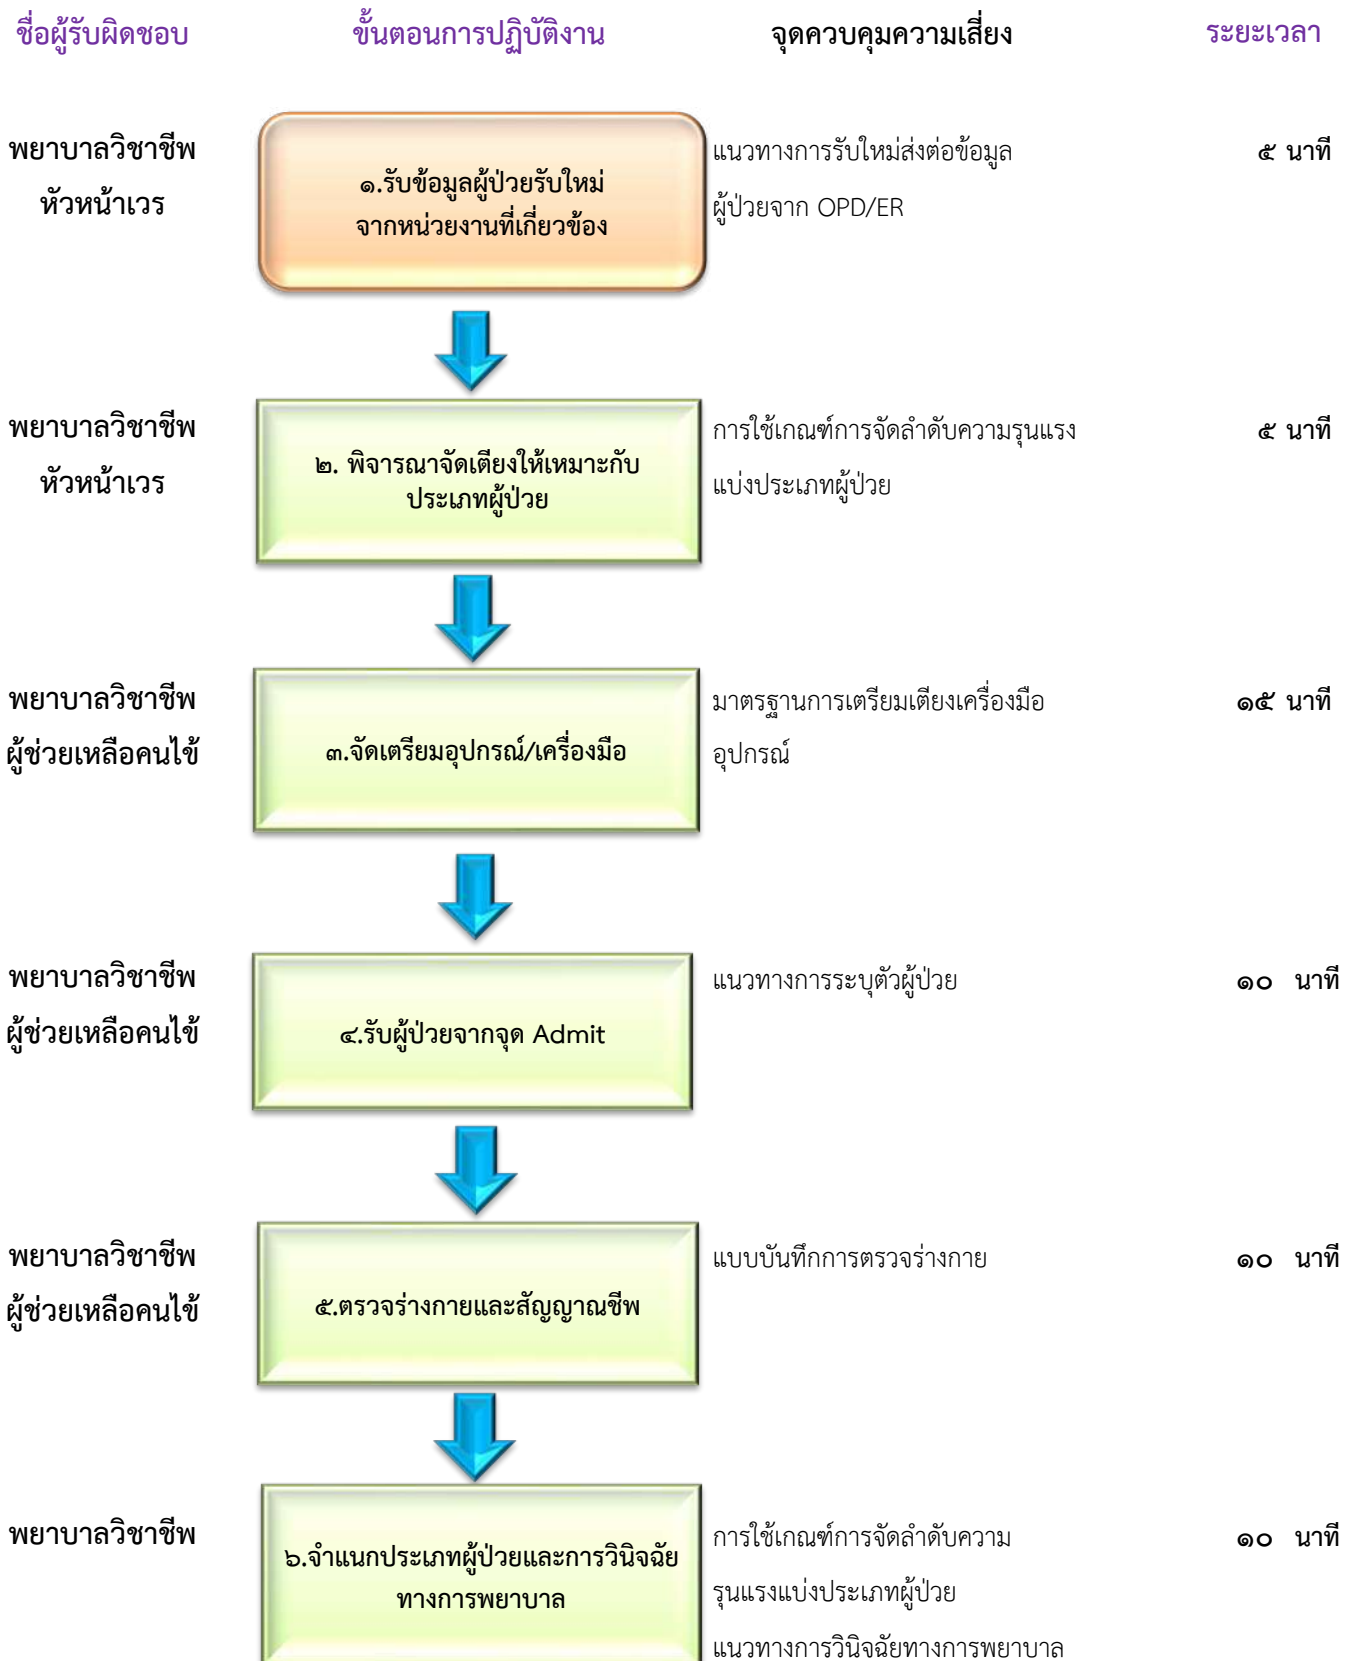 ชื่อผู้รับผิดชอบ ขั้นตอนการปฏิบัติงาน จุดควบคุมความเสี่ยง ระยะเวลา
พยาบาลวิชาชีพ
หัวหน้าเวร
๑.รับข้อมูลผู้ป่วยรับใหม่
จากหน่วยงานที่เกี่ยวข้อง
แนวทางการรับใหม่ส่งต่อข้อมูล
ผู้ป่วยจาก OPD/ER
๕ นาที
พยาบาลวิชาชีพ
หัวหน้าเวร
๒. พิจารณาจัดเตียงให้เหมาะกับ
ประเภทผู้ป่วย
การใช้เกณฑ์การจัดลำดับความรุนแรง
แบ่งประเภทผู้ป่วย
๕ นาที
พยาบาลวิชาชีพ
ผู้ช่วยเหลือคนไข้
๓.จัดเตรียมอุปกรณ์/เครื่องมือ
มาตรฐานการเตรียมเตียงเครื่องมือ
อุปกรณ์
๑๕ นาที
พยาบาลวิชาชีพ
ผู้ช่วยเหลือคนไข้
๔.รับผู้ป่วยจากจุด Admit
แนวทางการระบุตัวผู้ป่วย
๑๐ นาที
พยาบาลวิชาชีพ
ผู้ช่วยเหลือคนไข้
๕.ตรวจร่างกายและสัญญาณชีพ
แบบบันทึกการตรวจร่างกาย
๑๐ นาที
พยาบาลวิชาชีพ
๖.จำแนกประเภทผู้ป่วยและการวินิจฉัย
ทางการพยาบาล
การใช้เกณฑ์การจัดลำดับความ
รุนแรงแบ่งประเภทผู้ป่วย
แนวทางการวินิจฉัยทางการพยาบาล
๑๐ นาที